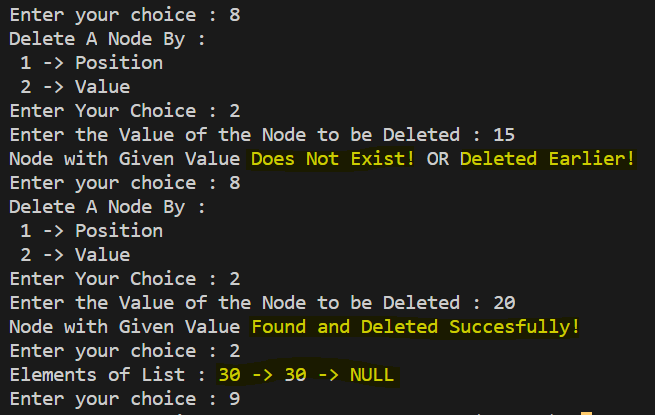 Enter your choice : 8
Delete A Node By :
1 -> Position
2 -> Value
Enter Your Choice : 2
Enter the Value of the Node to be Deleted : 15
Node with Given Value Does Not Exist! OR Deleted Earlier!
Enter your choice : 8
Delete A Node By :
1 -> Position
2 -> Value
Enter Your Choice : 2
Enter the Value of the Node to be Deleted : 20
Node with Given Value Found and Deleted Succesfully!
Enter your choice : 2
Elements of List : 30 -> 30 -> NULL
Enter your choice : 9